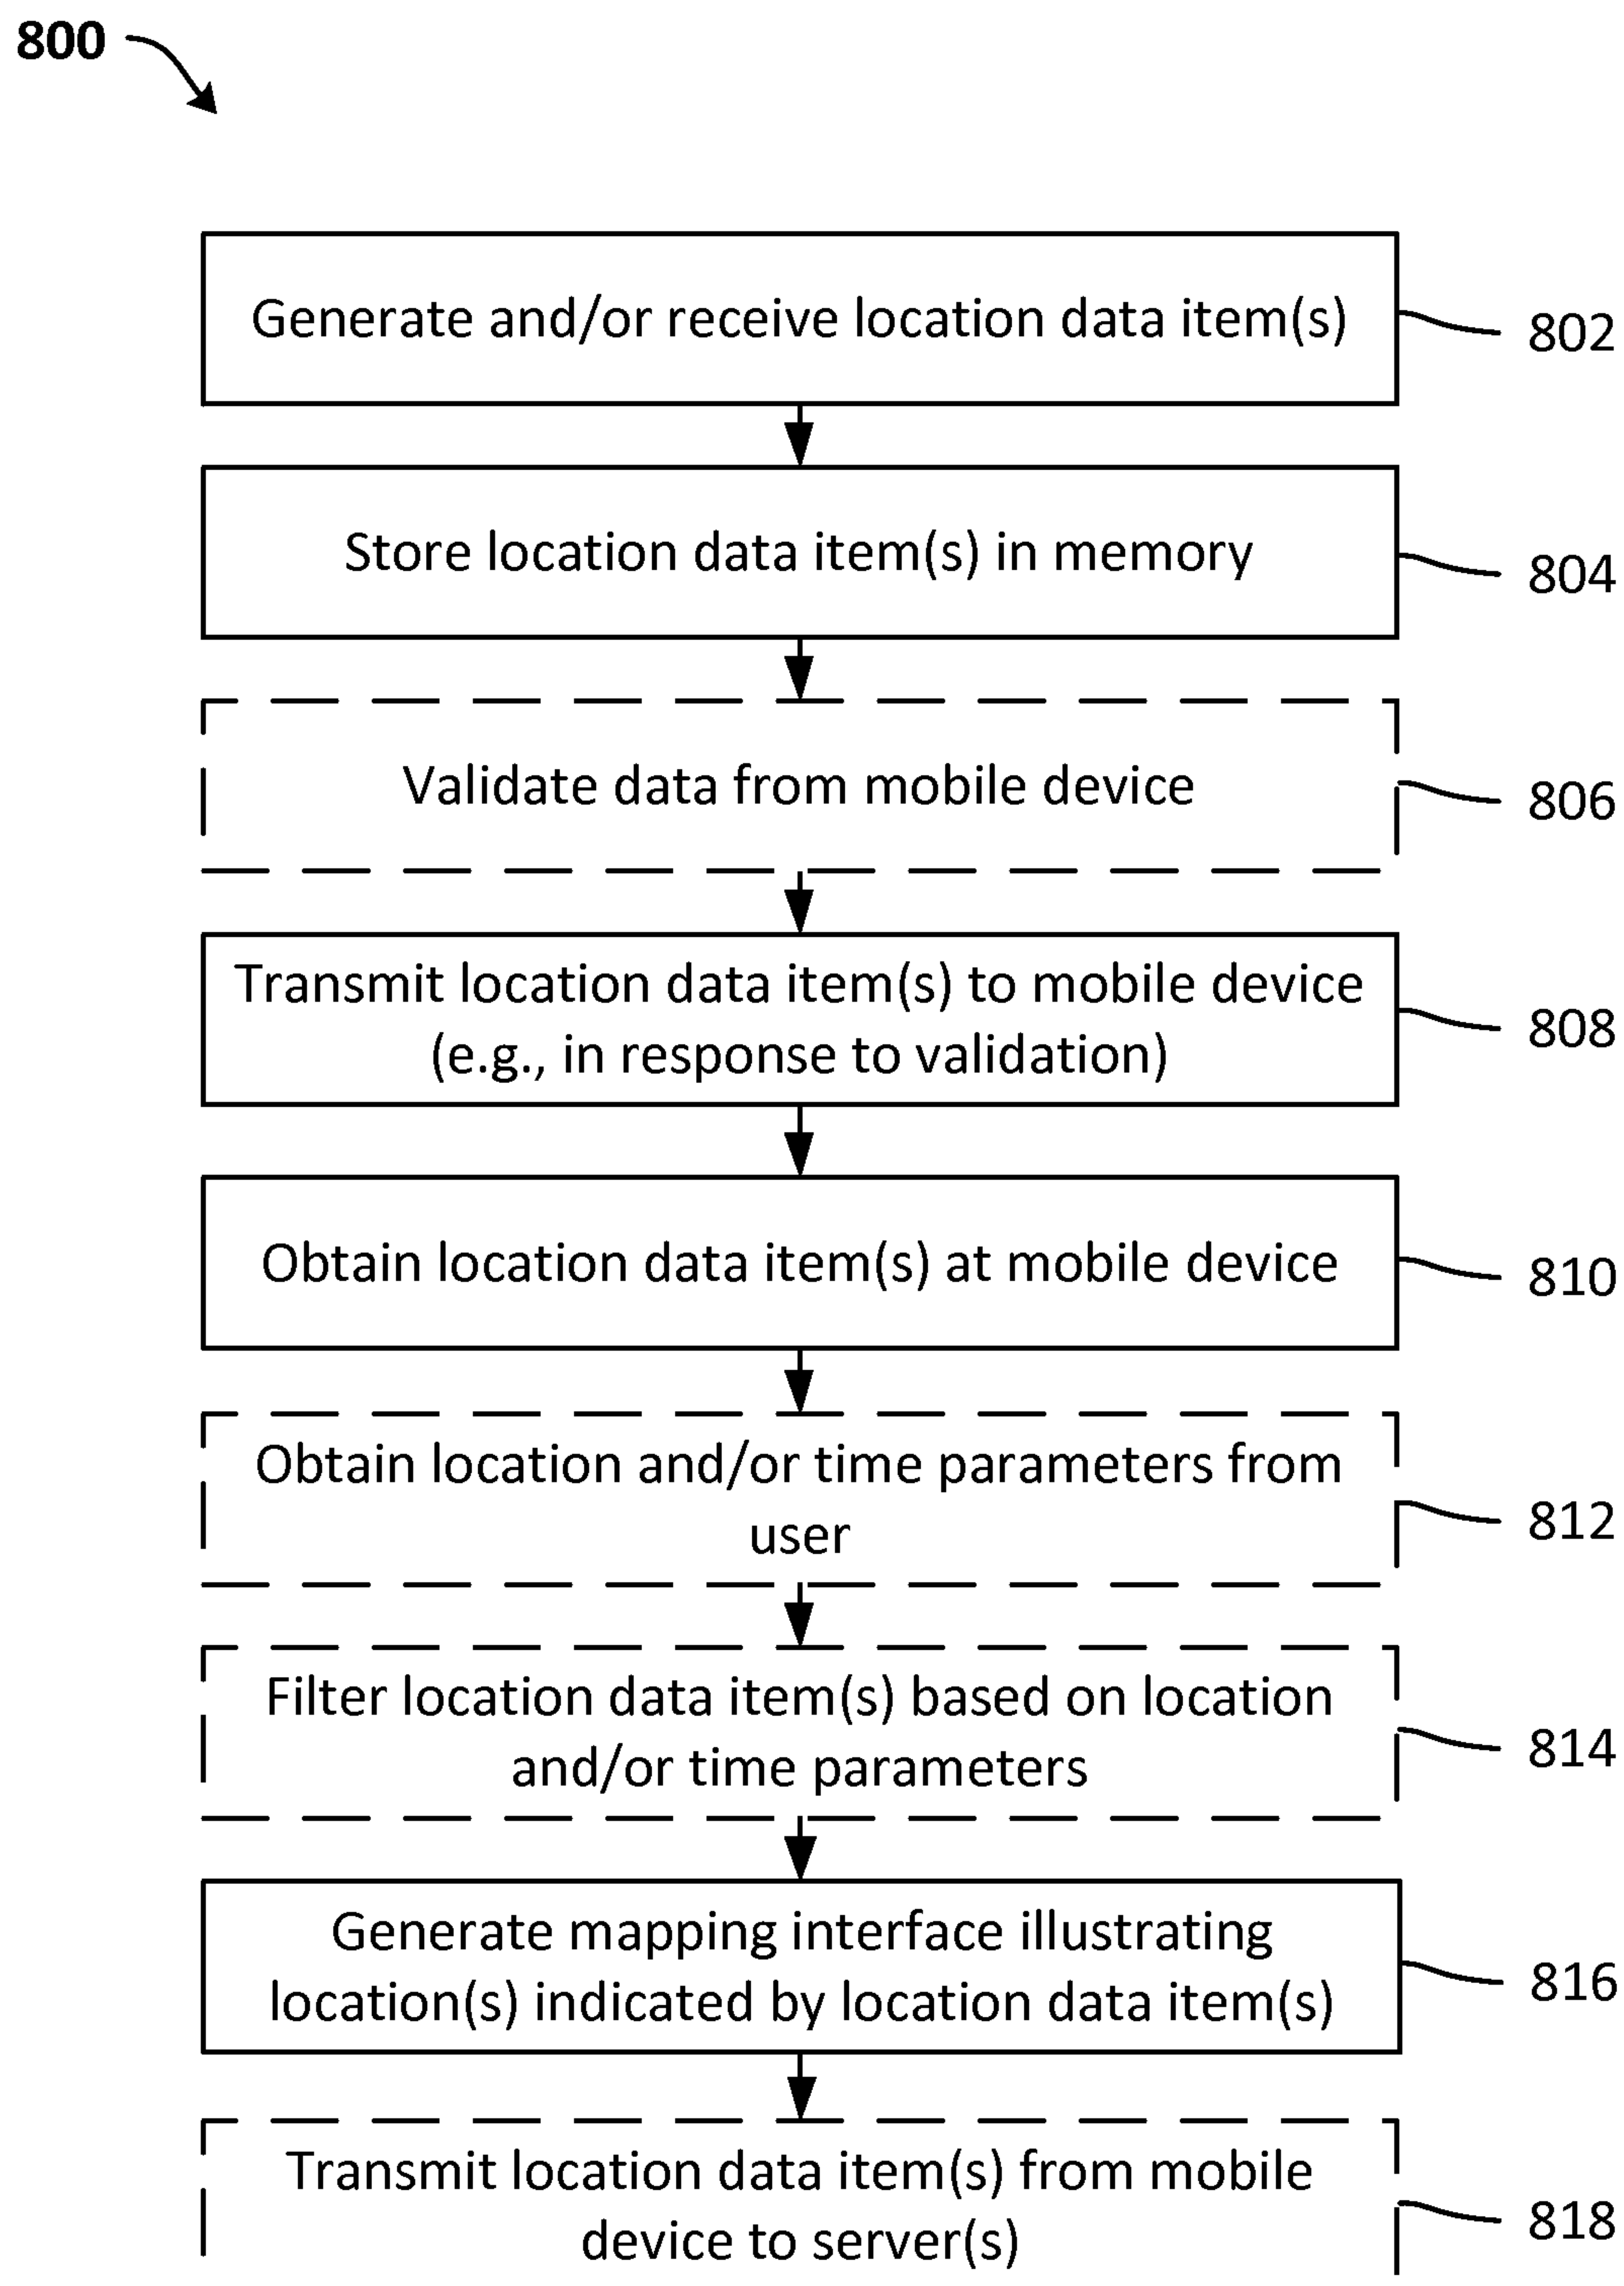 800
Generate and/or receive location data item(s)
802
Store location data item(s) in memory
804
Validate data from mobile device
806
Transmit location data item(s) to mobile device
(e.g., in response to validation)
808
Obtain location data item(s) at mobile device
810
Obtain location and/or time parameters from
user
812
Filter location data item(s) based on location
and/or time parameters
814
Generate mapping interface illustrating
location(s) indicated by location data item(s)
816
Transmit location data item(s) from mobile
device to server(s)
818